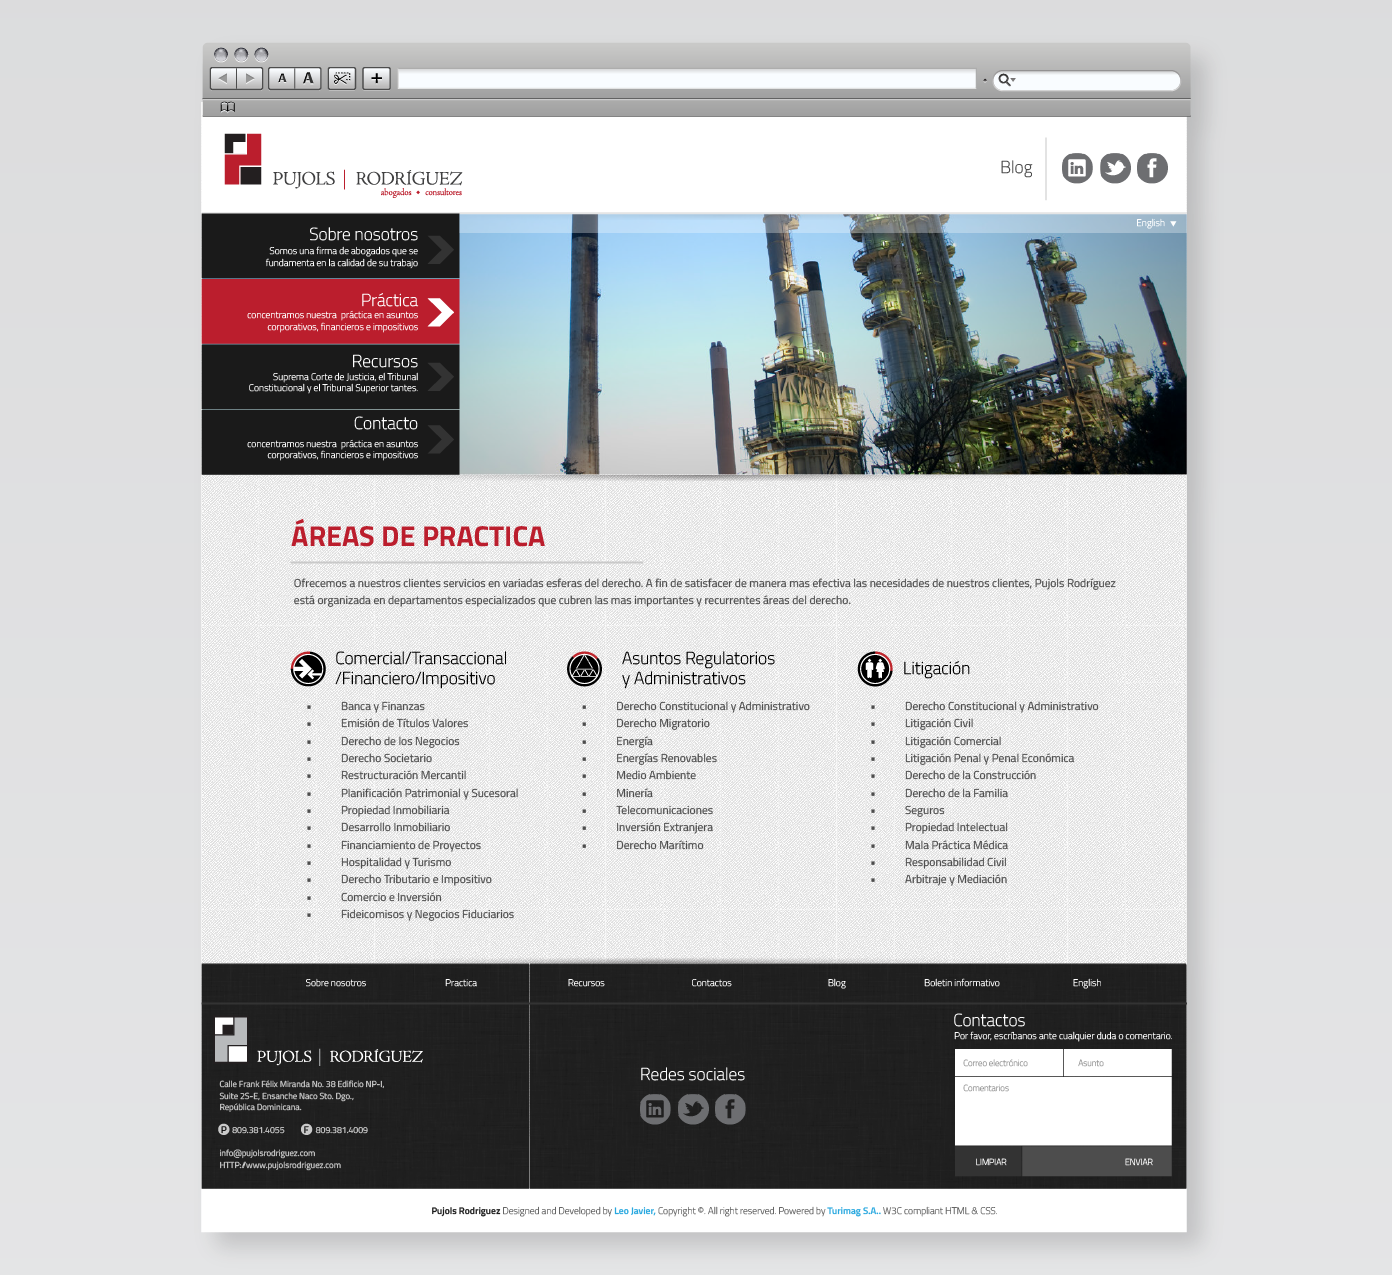 A A +
PUJOLS | RODRÍGUEZ
abogados • consultores
Blog
English
Sobre nosotros
Somos una firma de abogados que se
fundamenta en la calidad de su trabajo
Práctica
concentramos nuestra práctica en asuntos
corporativos, financieros e impositivos
Recursos
Suprema Corte de Justicia, el Tribunal
Constitucional y el Tribunal Superior tantes.
Contacto
concentramos nuestra práctica en asuntos
corporativos, financieros e impositivos
ÁREAS DE PRACTICA
Ofrecemos a nuestros clientes servicios en variadas esferas del derecho. A fin de satisfacer de manera mas efectiva las necesidades de nuestros clientes, Pujols Rodríguez
está organizada en departamentos especializados que cubren las mas importantes y recurrentes áreas del derecho.
Comercial/Transaccional
/Financiero/Impositivo
▪ Banca y Finanzas
▪ Emisión de Títulos Valores
▪ Derecho de los Negocios
▪ Derecho Societario
▪ Restructuración Mercantil
▪ Planificación Patrimonial y Sucesoral
▪ Propiedad Inmobiliaria
▪ Desarrollo Inmobiliario
▪ Financiamiento de Proyectos
▪ Hospitalidad y Turismo
▪ Derecho Tributario e Impositivo
▪ Comercio e Inversión
▪ Fideicomisos y Negocios Fiduciarios
Asuntos Regulatorios
y Administrativos
▪ Derecho Constitucional y Administrativo
▪ Derecho Migratorio
▪ Energía
▪ Energías Renovables
▪ Medio Ambiente
▪ Minería
▪ Telecomunicaciones
▪ Inversión Extranjera
▪ Derecho Marítimo
Litigación
▪ Derecho Constitucional y Administrativo
▪ Litigación Civil
▪ Litigación Comercial
▪ Litigación Penal y Penal Económica
▪ Derecho de la Construcción
▪ Derecho de la Familia
▪ Seguros
▪ Propiedad Intelectual
▪ Mala Práctica Médica
▪ Responsabilidad Civil
▪ Arbitraje y Mediación
Sobre nosotros Practica Recursos Contactos Blog Boletin informativo English
PUJOLS | RODRÍGUEZ
Calle Frank Félix Miranda No. 38 Edificio NP-I,
Suite 2S-E, Ensanche Naco Sto. Dgo.,
República Dominicana.
P 809.381.4055 F 809.381.4009
info@pujolsrodriguez.com
HTTP://www.pujolsrodriguez.com
Redes sociales
Contactos
Por favor, escríbanos ante cualquier duda o comentario.
Correo electrónico Asunto
Comentarios
LIMPIAR ENVIAR
Pujols Rodriguez Designed and Developed by Leo Javier, Copyright ©. All right reserved. Powered by Turimag S.A.. W3C compliant HTML & CSS.